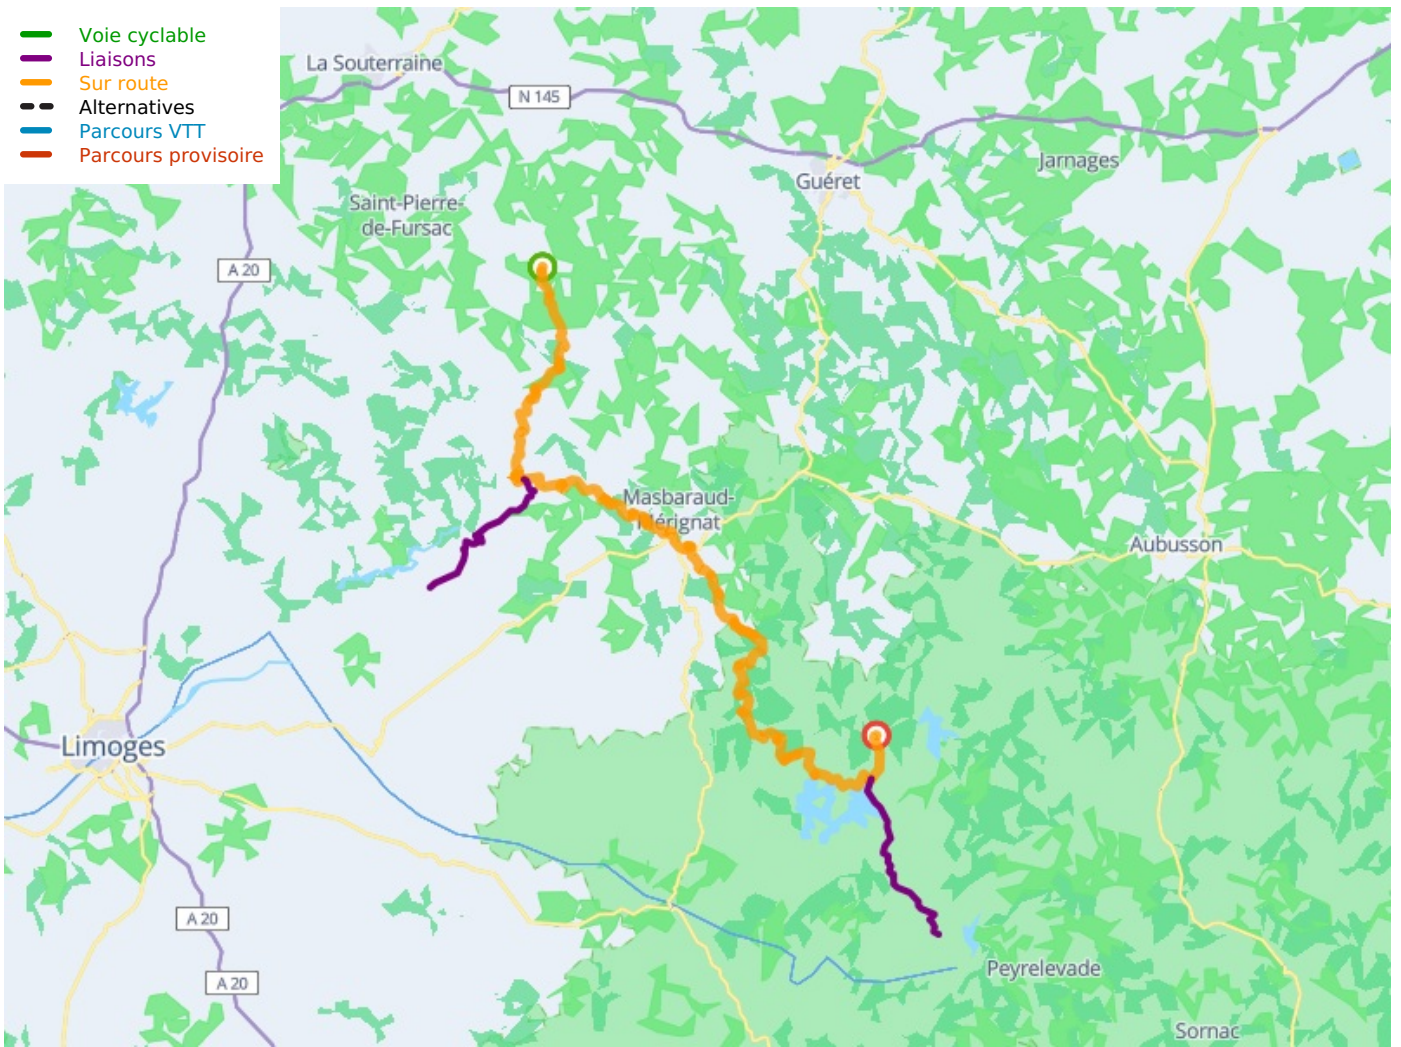 Voie cyclable
Liaisons
Sur route
Alternatives
Parcours VTT
Parcours provisoire
La Souterraine
N 145
Jarnages
Guéret
Saint-Pierre-
de-Fursac
A 20
Masbaraud-
Mérignat
Aubusson
Limoges
A 20
Peyrelevade
A 20
Sornac